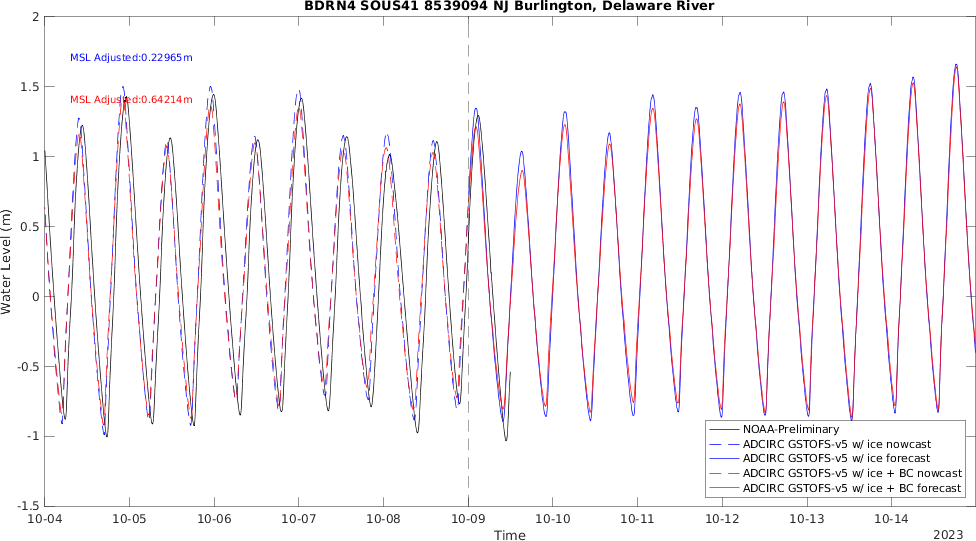 BDRN4 SOUS41 8539094 NJ Burlington, Delaware River
MSL Adjusted:0.22965m
MSL Adjusted:0.64214m
Water Level (m)
2
1.5
1
0.5
0
-0.5
-1
-1.5
NOAA-Preliminary
ADCIRC GSTOFS-v5 w/ ice nowcast
ADCIRC GSTOFS-v5 w/ ice forecast
ADCIRC GSTOFS-v5 w/ ice + BC nowcast
ADCIRC GSTOFS-v5 w/ ice + BC forecast
10-04 10-05 10-06 10-07 10-08 10-09 10-10 10-11 10-12 10-13 10-14
Time
2023